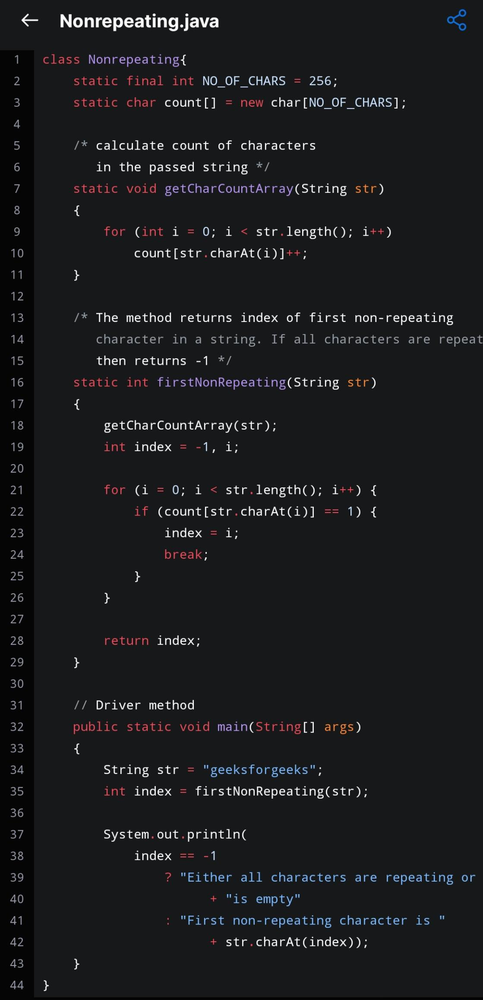 Nonrepeating.java
1 class Nonrepeating{
2     static final int NO_OF_CHARS = 256;
3     static char count[] = new char[NO_OF_CHARS];
4
5     /* calculate count of characters
6        in the passed string */
7     static void getCharCountArray(String str)
8     {
9         for (int i = 0; i < str.length(); i++)
10             count[str.charAt(i)]++;
11     }
12
13     /* The method returns index of first non-repeating
14        character in a string. If all characters are repeat
15        then returns -1 */
16     static int firstNonRepeating(String str)
17     {
18         getCharCountArray(str);
19         int index = -1, i;
20
21         for (i = 0; i < str.length(); i++) {
22             if (count[str.charAt(i)] == 1) {
23                 index = i;
24                 break;
25             }
26         }
27
28         return index;
29     }
30
31     // Driver method
32     public static void main(String[] args)
33     {
34         String str = "geeksforgeeks";
35         int index = firstNonRepeating(str);
36
37         System.out.println(
38             index == -1
39                 ? "Either all characters are repeating or
40                       + "is empty"
41                 : "First non-repeating character is "
42                       + str.charAt(index));
43     }
44 }